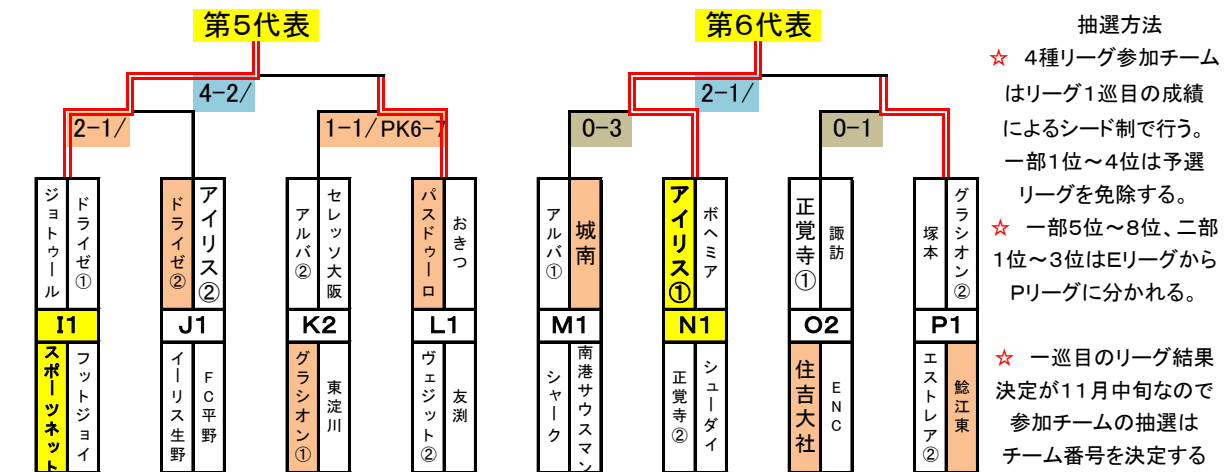 第5代表
第6代表
4-2/
2-1/
2-1/
1-1/PK6-7
0-3
0-1
ジョトゥール
ドライゼ①
ドライゼ②
アイリス②
アルバ②
セレッソ大阪
パスドゥーロ
おきつ
アルバ①
城南
アイリス①
ボヘミア
正覚寺①
諏訪
塚本
グラシオン②
I1
J1
K2
L1
M1
N1
O2
P1
スポーツネット
フットジョイ
イーリス生野
FC平野
グラシオン①
東淀川
ヴェジット②
友渕
シャーク
南港サウスマン
正覚寺②
シューダイ
住吉大社
ENC
エストレア②
鯰江東
抽選方法
☆ 4種リーグ参加チーム
はリーグ1巡目の成績
によるシード制で行う。
一部1位～4位は予選
リーグを免除する。
☆ 一部5位～8位、二部
1位～3位はEリーグから
Pリーグに分かれる。
☆ 一巡目のリーグ結果
決定が11月中旬なので
参加チームの抽選は
チーム番号を決定する